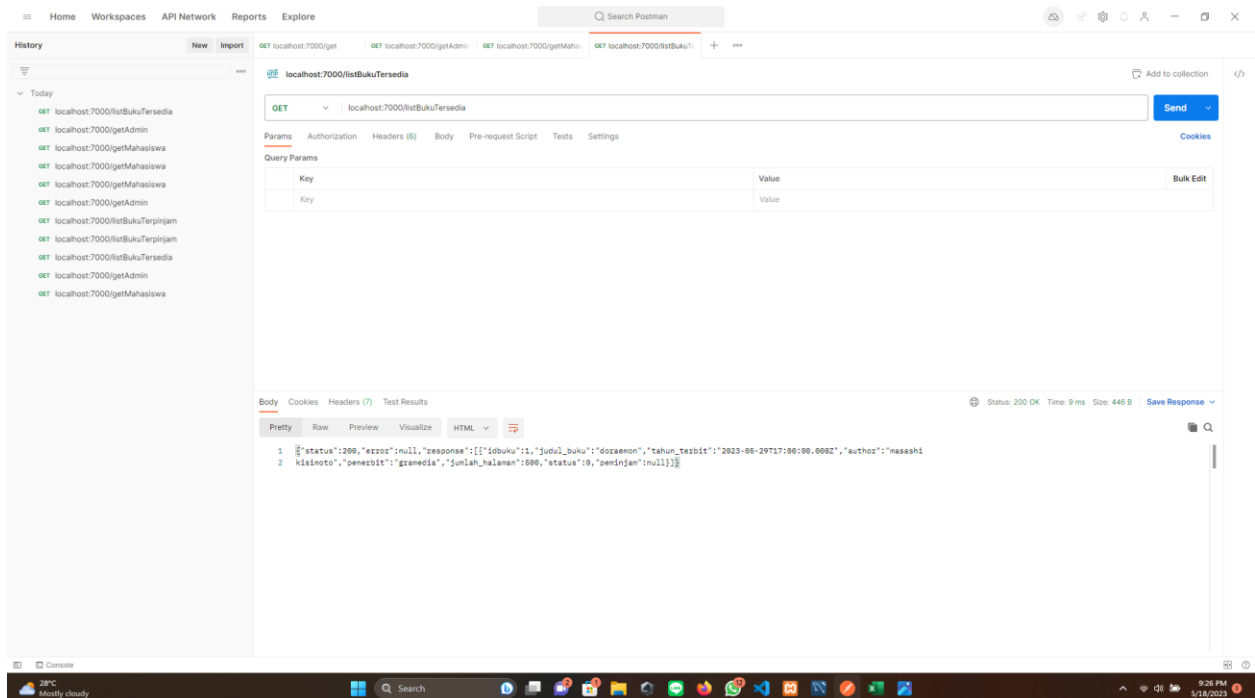 Home Workspaces API Network Reports Explore Search Postman
History New Import GET localhost:7000/get GET localhost:7000/getAdmin GET localhost:7000/getMaha GET localhost:7000/listBukuT
localhost:7000/listBukuTersedia Add to collection
Today
GET localhost:7000/listBukuTersedia
GET localhost:7000/getAdmin
GET localhost:7000/getMahasiswa
GET localhost:7000/getMahasiswa
GET localhost:7000/getMahasiswa
GET localhost:7000/getAdmin
GET localhost:7000/listBukuTerpinjam
GET localhost:7000/listBukuTerpinjam
GET localhost:7000/listBukuTersedia
GET localhost:7000/getAdmin
GET localhost:7000/getMahasiswa
GET localhost:7000/listBukuTersedia Send
Params Authorization Headers (6) Body Pre-request Script Tests Settings Cookies
Query Params
Key Value Bulk Edit
Key Value
Body Cookies Headers (7) Test Results Status: 200 OK Time: 9 ms Size: 446 B Save Response
Pretty Raw Preview Visualize HTML
1 {"status":200,"error":null,"response":[{"idbuku":1,"judul_buku":"doraemon","tahun_terbit":"2023-05-29T17:00:00.000Z","author":"masashi
2 kisimoto","penerbit":"gramedia","jumlah_halaman":500,"status":0,"peminjam":null}]}
Console
28°C
Mostly cloudy
Search
9:26 PM
5/18/2023